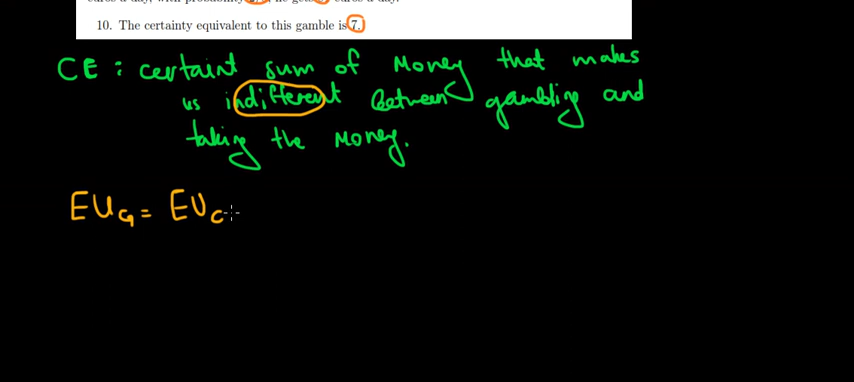 10. The certainty equivalent to this gamble is 7.
CE : certaint sum of Money that makes
us indifferent between gambling and
taking the Money.
EUG = EUC